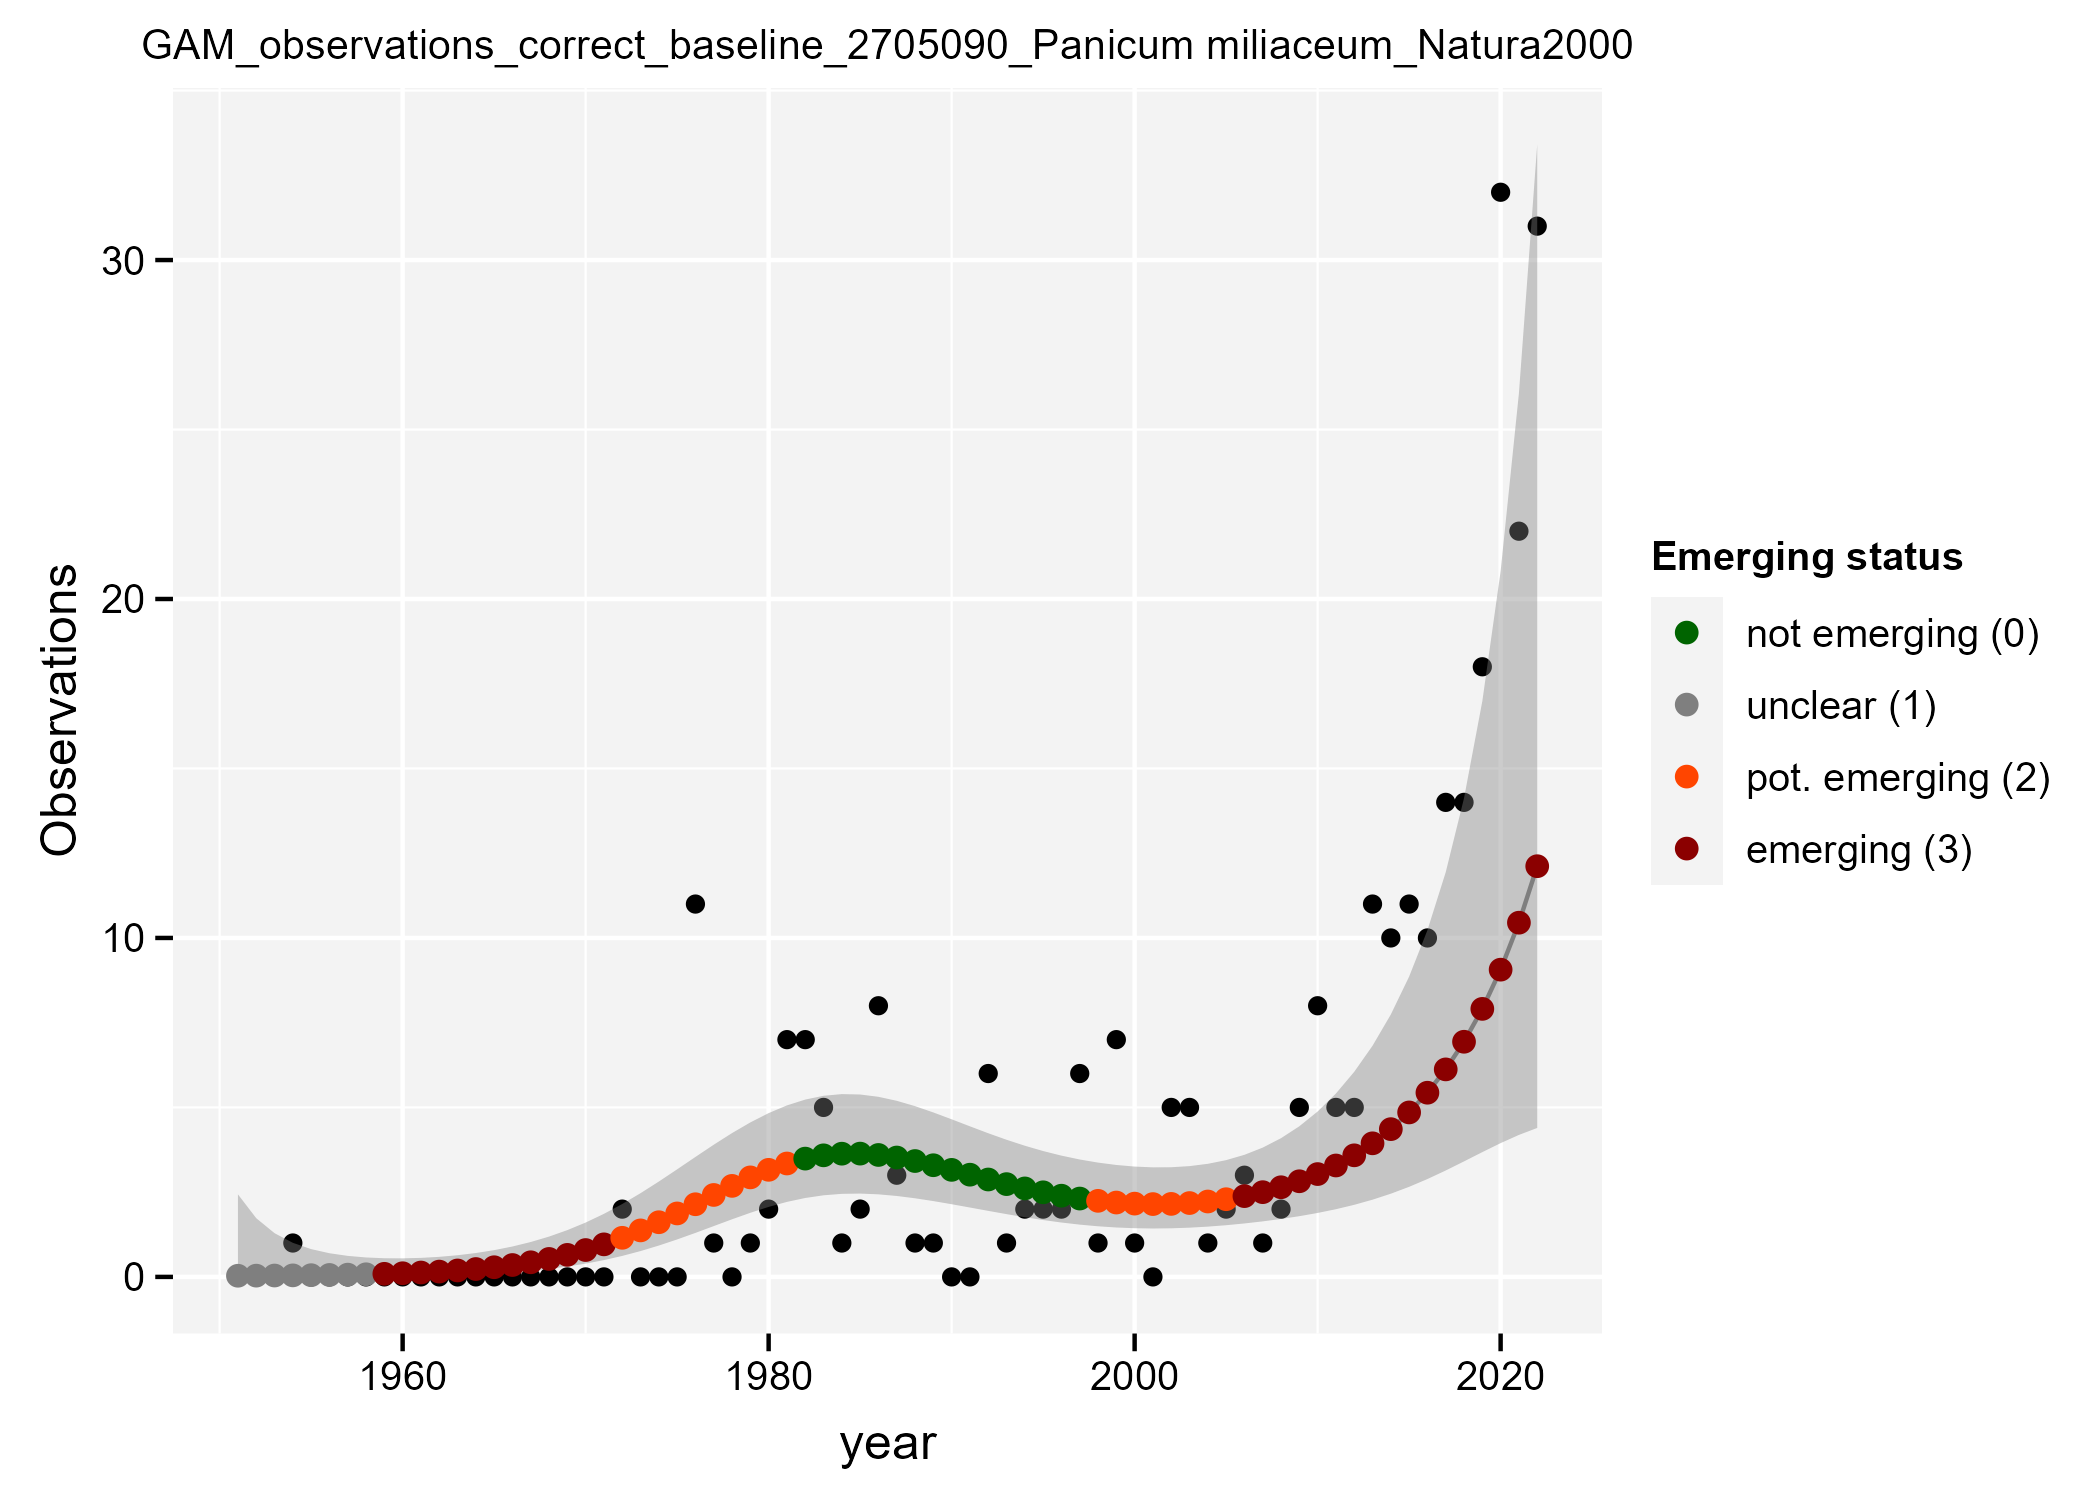 GAM_observations_correct_baseline_2705090_Panicum miliaceum_Natura2000
Observations
30
20
10
0
1960
1980
2000
2020
year
Emerging status
not emerging (0)
unclear (1)
pot. emerging (2)
emerging (3)